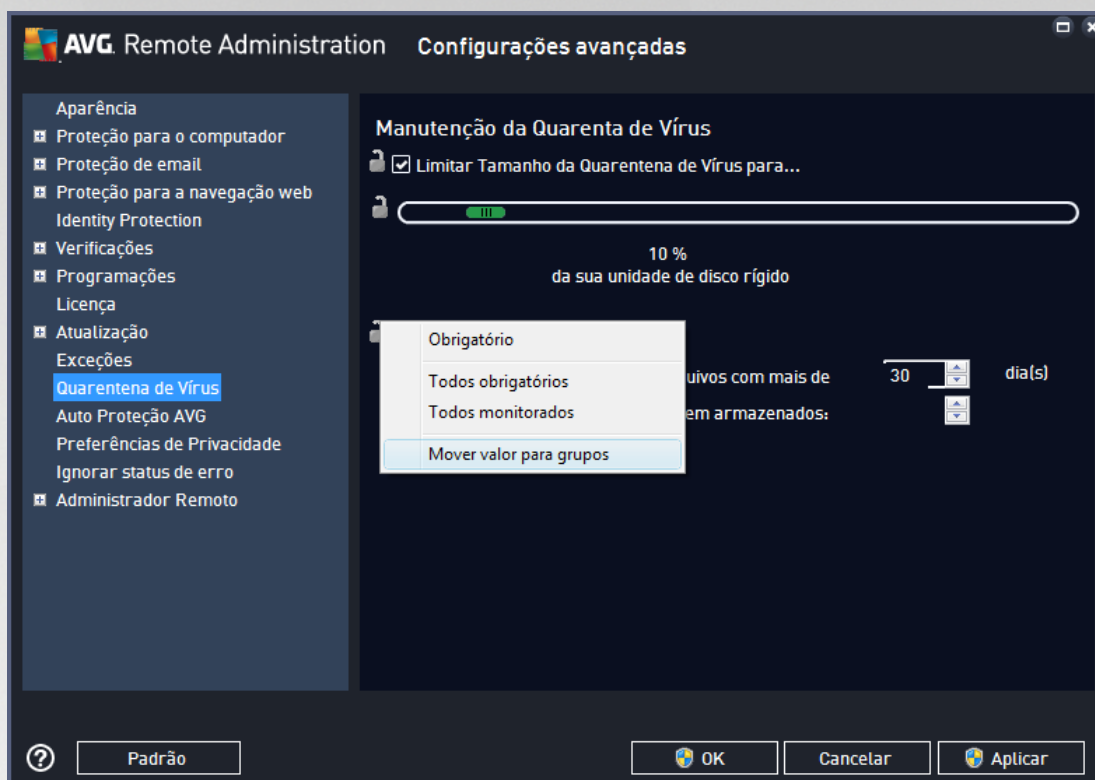 AVG. Remote Administration Configurações avançadas
Aparência
Proteção para o computador
Proteção de email
Proteção para a navegação web
Identity Protection
Verificações
Programações
Licença
Atualização
Exceções
Quarentena de Vírus
Auto Proteção AVG
Preferências de Privacidade
Ignorar status de erro
Administrador Remoto
Manutenção da Quarenta de Vírus
Limitar Tamanho da Quarentena de Vírus para...
10 %
da sua unidade de disco rígido
Obrigatório
Todos obrigatórios
Todos monitorados
Mover valor para grupos
uivos com mais de 30 dia(s)
em armazenados:
Padrão OK Cancelar Aplicar